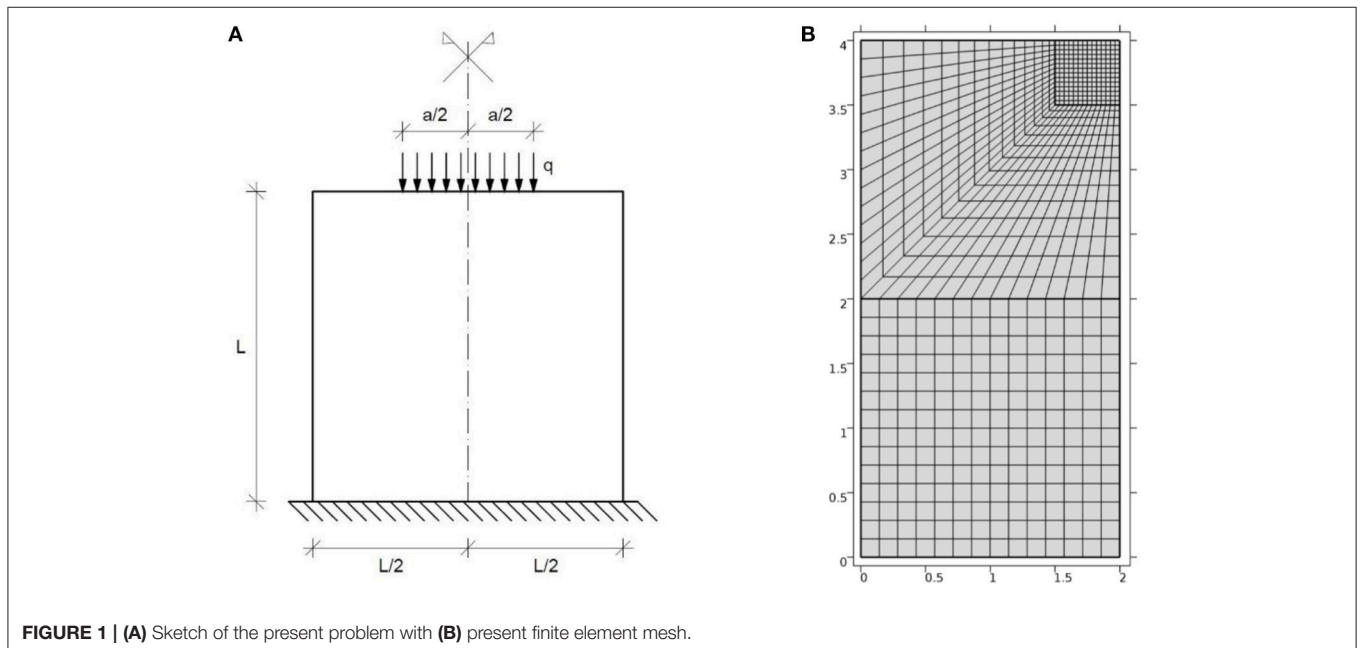 A
a/2 a/2
q
L
L/2 L/2
B
4
3.5
3
2.5
2
1.5
1
0.5
0
0 0.5 1 1.5 2
FIGURE 1 | (A) Sketch of the present problem with (B) present finite element mesh.